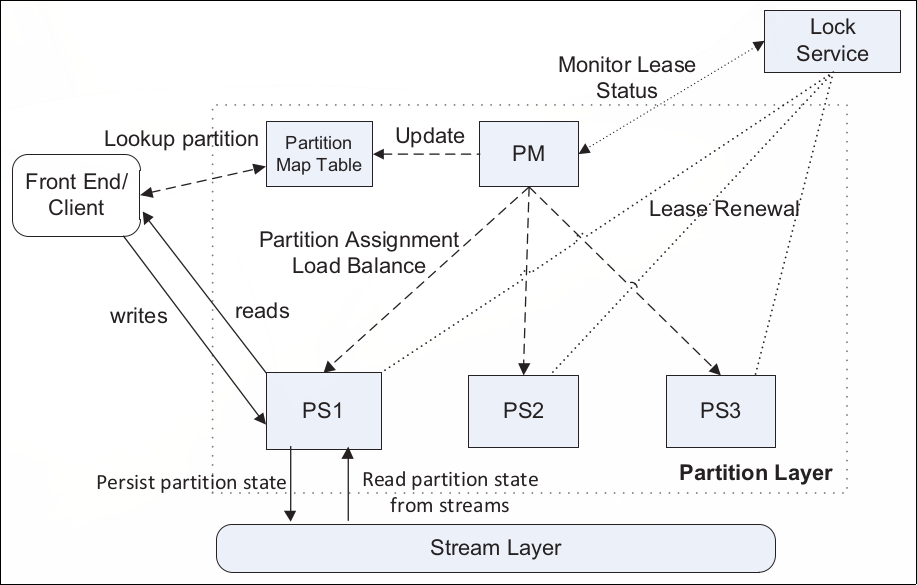 Lock
Service
Monitor Lease
Status
Lookup partition
Partition
Map Table
Update
PM
Front End/
Client
Lease Renewal
Partition Assignment
Load Balance
writes
reads
PS1
PS2
PS3
Partition Layer
Persist partition state
Read partition state
from streams
Stream Layer